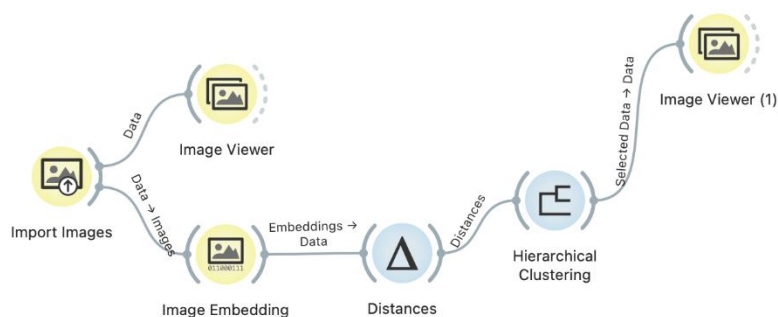 Data
Image Viewer
Import Images
Data → Images
011000111
Image Embedding
Embeddings →
Data
Distances
Distances
Hierarchical
Clustering
Selected Data → Data
Image Viewer (1)